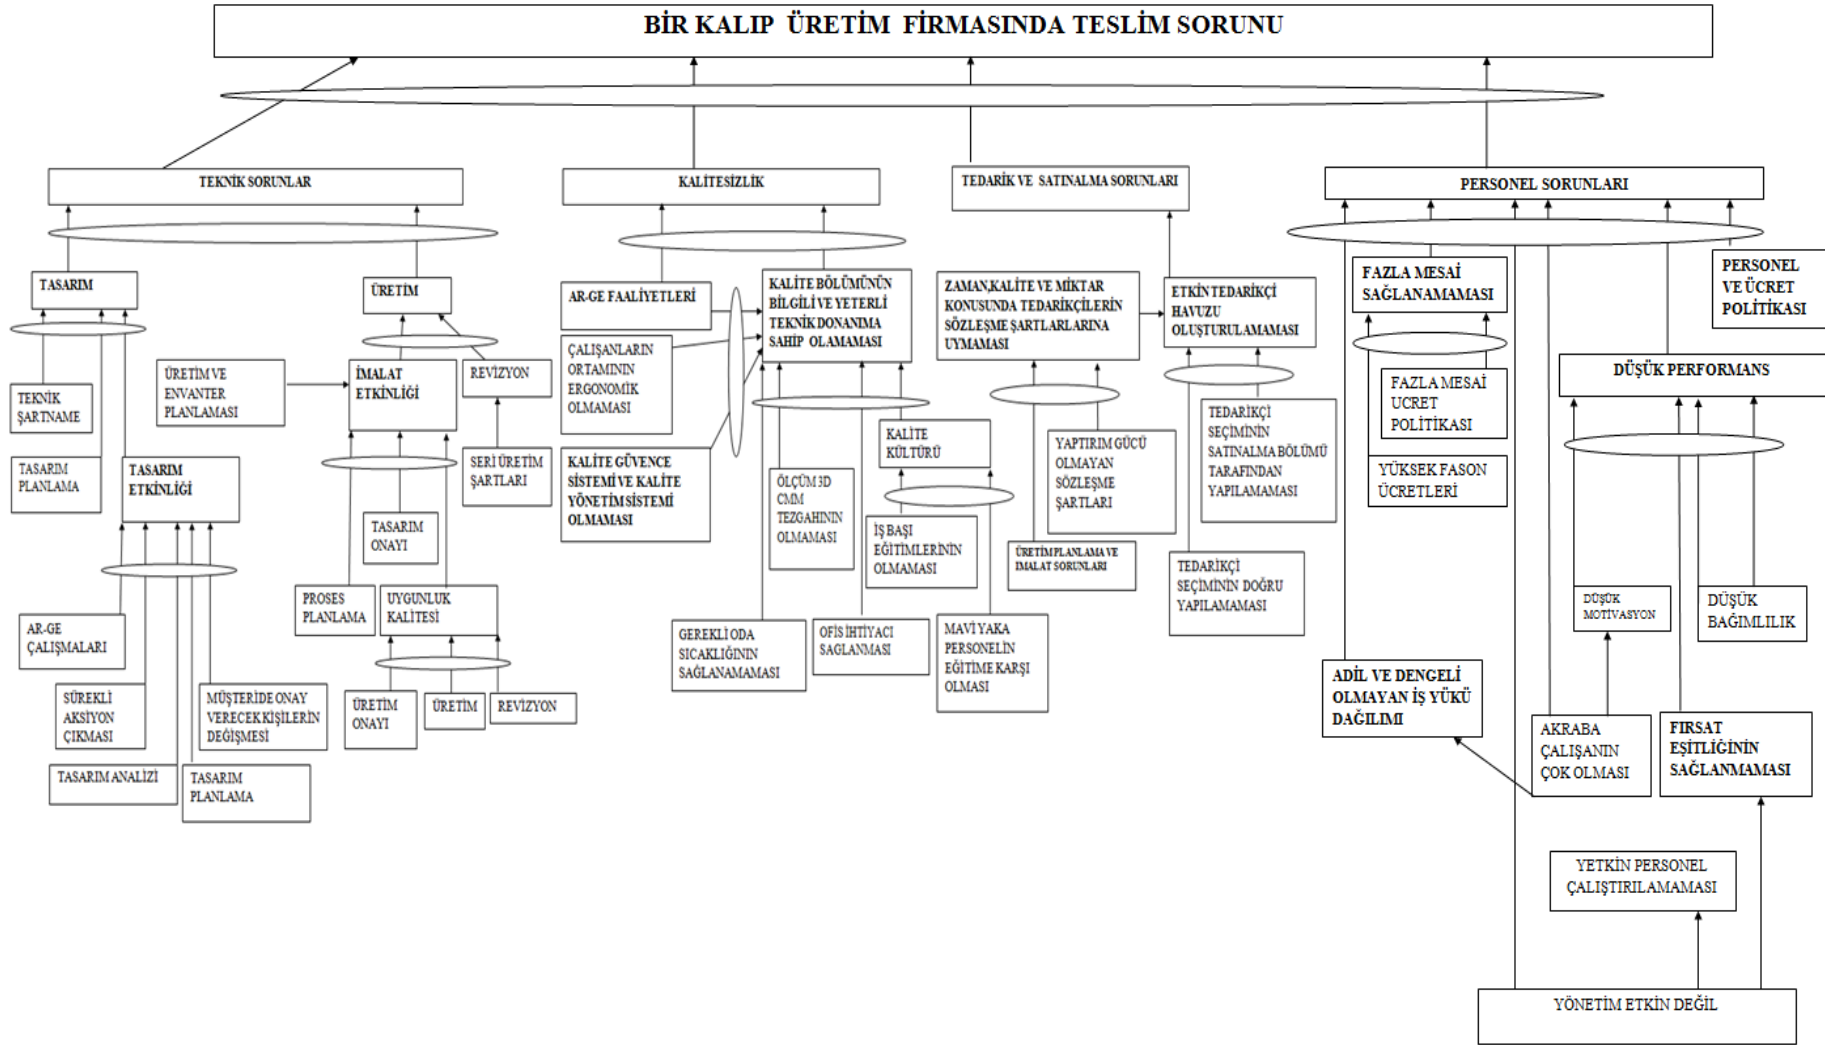 BİR KALIP ÜRETİM FİRMASINDA TESLİM SORUNU
TEKNİK SORUNLAR
KALİTESİZLİK
TEDARİK VE SATINALMA SORUNLARI
PERSONEL SORUNLARI
TASARIM
ÜRETİM
AR-GE FAALİYETLERİ
KALİTE BÖLÜMÜNÜN
BİLGİLİ VE YETERLİ
TEKNİK DONANIMA
SAHİP OLAMAMASI
ZAMAN,KALİTE VE MİKTAR
KONUSUNDA TEDARİKÇİLERİN
SÖZLEŞME ŞARTLARLARINA
UYMAMASI
ETKİN TEDARİKÇİ
HAVUZU
OLUŞTURULAMAMASI
FAZLA MESAİ
SAĞLANAMAMASI
PERSONEL
VE ÜCRET
POLİTİKASI
TEKNİK
ŞARTNAME
ÜRETİM VE
ENVANTER
PLANLAMASI
İMALAT
ETKİNLİĞİ
REVİZYON
ÇALIŞANLARIN
ORTAMININ
ERGONOMİK
OLMAMASI
DÜŞÜK PERFORMANS
FAZLA MESAİ
UCRET
POLİTİKASI
TASARIM
PLANLAMA
TASARIM
ETKİNLİĞİ
SERİ ÜRETİM
ŞARTLARI
KALİTE GÜVENCE
SİSTEMİ VE KALİTE
YÖNETİM SİSTEMİ
OLMAMASI
KALİTE
KÜLTÜRÜ
YAPTIRIM GÜCÜ
OLMAYAN
SÖZLEŞME
ŞARTLARI
TEDARİKÇİ
SEÇİMİNİN
SATINALMA BÖLÜMÜ
TARAFINDAN
YAPILAMAMASI
YÜKSEK FASON
ÜCRETLERİ
ÖLÇÜM 3D
CMM
TEZGAHININ
OLMAMASI
TASARIM
ONAYI
İŞ BAŞI
EĞİTİMLERİNİN
OLMAMASI
ÜRETİM PLANLAMA VE
IMALAT SORUNLARI
TEDARİKÇİ
SEÇİMİNİN DOĞRU
YAPILAMAMASI
PROSES
PLANLAMA
UYGUNLUK
KALİTESİ
DÜŞÜK
MOTİVASYON
DÜŞÜK
BAĞIMLILIK
AR-GE
ÇALIŞMALARI
GEREKLİ ODA
SICAKLIĞININ
SAĞLANAMAMASI
OFIS İHTİYACI
SAGLANMASI
MAVİ YAKA
PERSONELİN
EĞİTİME KARŞI
OLMASI
ADİL VE DENGELİ
OLMAYAN İŞ YÜKÜ
DAĞILIMI
SÜREKLİ
AKSİYON
ÇIKMASI
MÜŞTERİDE ONAY
VERECEK KİŞİLERİN
DEĞİŞMESİ
ÜRETİM
ONAYI
ÜRETİM
REVİZYON
AKRABA
ÇALIŞANIN
ÇOK OLMASI
FIRSAT
EŞİTLİĞİNİN
SAĞLANMAMASI
TASARIM ANALİZİ
TASARIM
PLANLAMA
YETKİN PERSONEL
ÇALIŞTIRILAMAMASI
YÖNETİM ETKİN DEĞİL